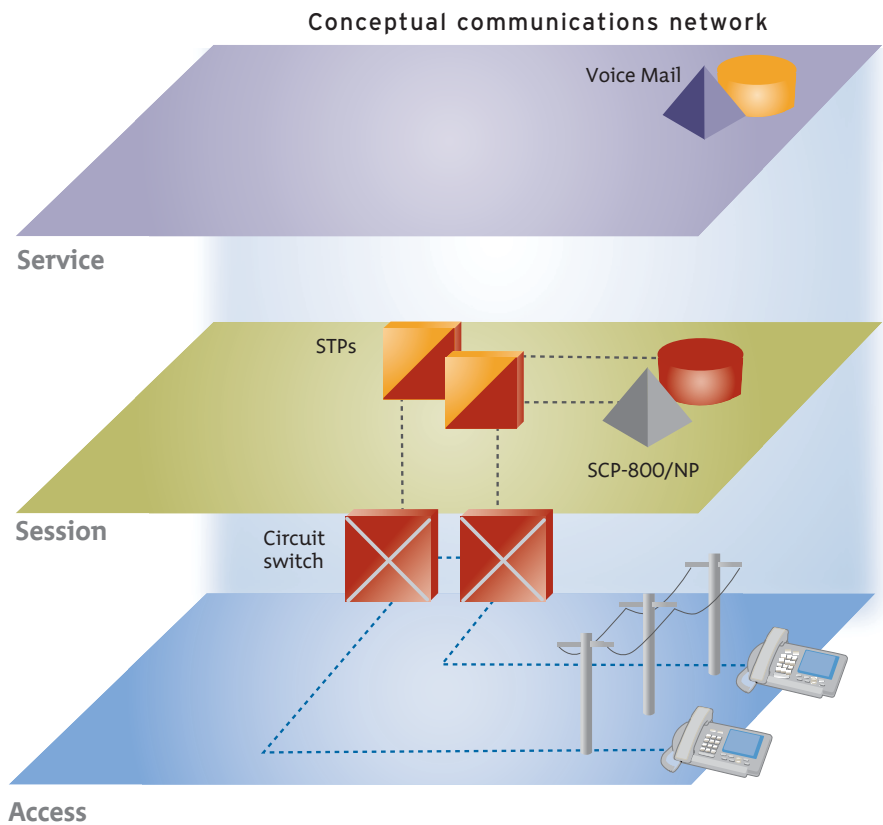 Conceptual communications network
Voice Mail
Service
STPs
SCP-800/NP
Session
Circuit
switch
Access